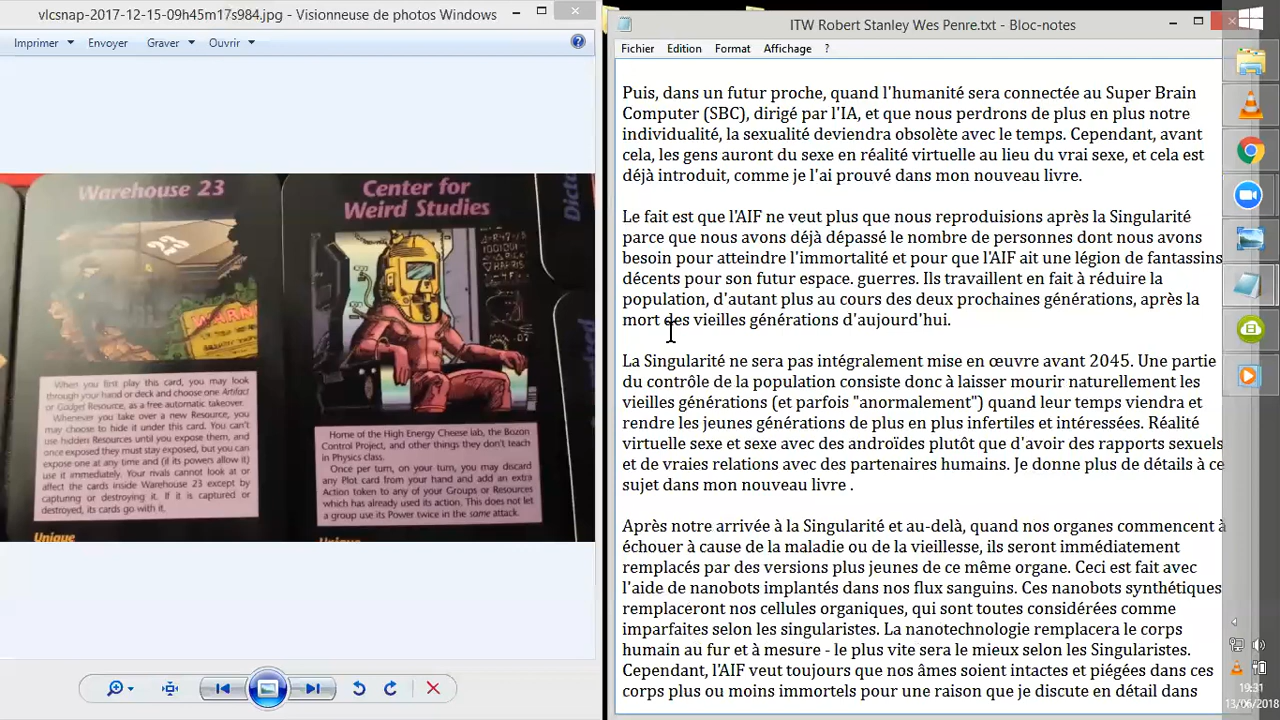 vlcsnap-2017-12-15-09h45m17s984.jpg - Visionneuse de photos Windows
Imprimer
Envoyer
Graver
Ouvrir
Warehouse 23
23
WARN
When you first play this card, you may look
through your hand or deck and choose one Artifact
or Gadget Resource, as a free automatic takeover.
Whenever you take over a new Resource, you
may choose to hide it under this card. You can't
use hidden Resources until you expose them, and
once exposed they must stay exposed, but you can
expose one at any time and (if its powers allow)
use it immediately. Your rivals cannot look at or
affect the cards inside Warehouse 23 except by
capturing or destroying it. If it is captured or
destroyed, its cards go with it.
Unique
Center for
Weird Studies
Home of the High Energy Cheese lab, the Bozon
Control Project, and other things they don't teach
in Physics class.
Once per turn, on your turn, you may discard
any Plot card from your hand and add an extra
Action token to any of your Groups or Resources
which has already used its action. This does not let
a group use its Power twice in the same attack.
Unique
Dicta
ITW Robert Stanley Wes Penre.txt - Bloc-notes
Fichier
Edition
Format
Affichage
?
Puis, dans un futur proche, quand l'humanité sera connectée au Super Brain
Computer (SBC), dirigé par l'IA, et que nous perdrons de plus en plus notre
individualité, la sexualité deviendra obsolète avec le temps. Cependant, avant
cela, les gens auront du sexe en réalité virtuelle au lieu du vrai sexe, et cela est
déjà introduit, comme je l'ai prouvé dans mon nouveau livre.
Le fait est que l'AIF ne veut plus que nous reproduisions après la Singularité
parce que nous avons déjà dépassé le nombre de personnes dont nous avons
besoin pour atteindre l'immortalité et pour que l'AIF ait une légion de fantassins
décents pour son futur espace. guerres. Ils travaillent en fait à réduire la
population, d'autant plus au cours des deux prochaines générations, après la
mort des vieilles générations d'aujourd'hui.
La Singularité ne sera pas intégralement mise en œuvre avant 2045. Une partie
du contrôle de la population consiste donc à laisser mourir naturellement les
vieilles générations (et parfois "anormalement") quand leur temps viendra et
rendre les jeunes générations de plus en plus infertiles et intéressées. Réalité
virtuelle sexe et sexe avec des androïdes plutôt que d'avoir des rapports sexuels
et de vraies relations avec des partenaires humains. Je donne plus de détails à ce
sujet dans mon nouveau livre .
Après notre arrivée à la Singularité et au-delà, quand nos organes commencent à
échouer à cause de la maladie ou de la vieillesse, ils seront immédiatement
remplacés par des versions plus jeunes de ce même organe. Ceci est fait avec
l'aide de nanobots implantés dans nos flux sanguins. Ces nanobots synthétiques
remplaceront nos cellules organiques, qui sont toutes considérées comme
imparfaites selon les singularistes. La nanotechnologie remplacera le corps
humain au fur et à mesure - le plus vite sera le mieux selon les Singularistes.
Cependant, l'AIF veut toujours que nos âmes soient intactes et piégées dans ces
corps plus ou moins immortels pour une raison que je discute en détail dans
19:31
13/06/2018